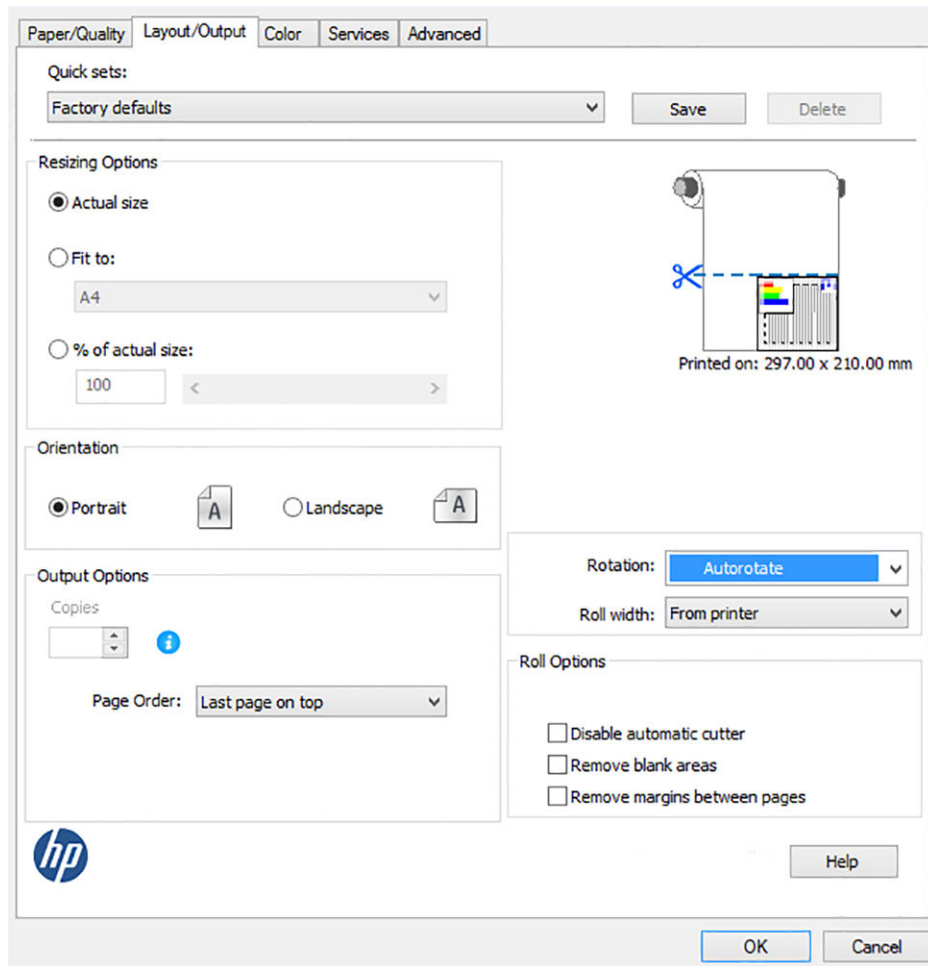 Paper/Quality Layout/Output Color Services Advanced
Quick sets:
Factory defaults Save Delete
Resizing Options
Actual size
Fit to:
A4
% of actual size:
100
Printed on: 297.00 x 210.00 mm
Orientation
A Portrait A Landscape
Rotation: Autorotate
Roll width: From printer
Output Options
Copies
i
Page Order: Last page on top
Roll Options
Disable automatic cutter
Remove blank areas
Remove margins between pages
hp
Help
OK Cancel